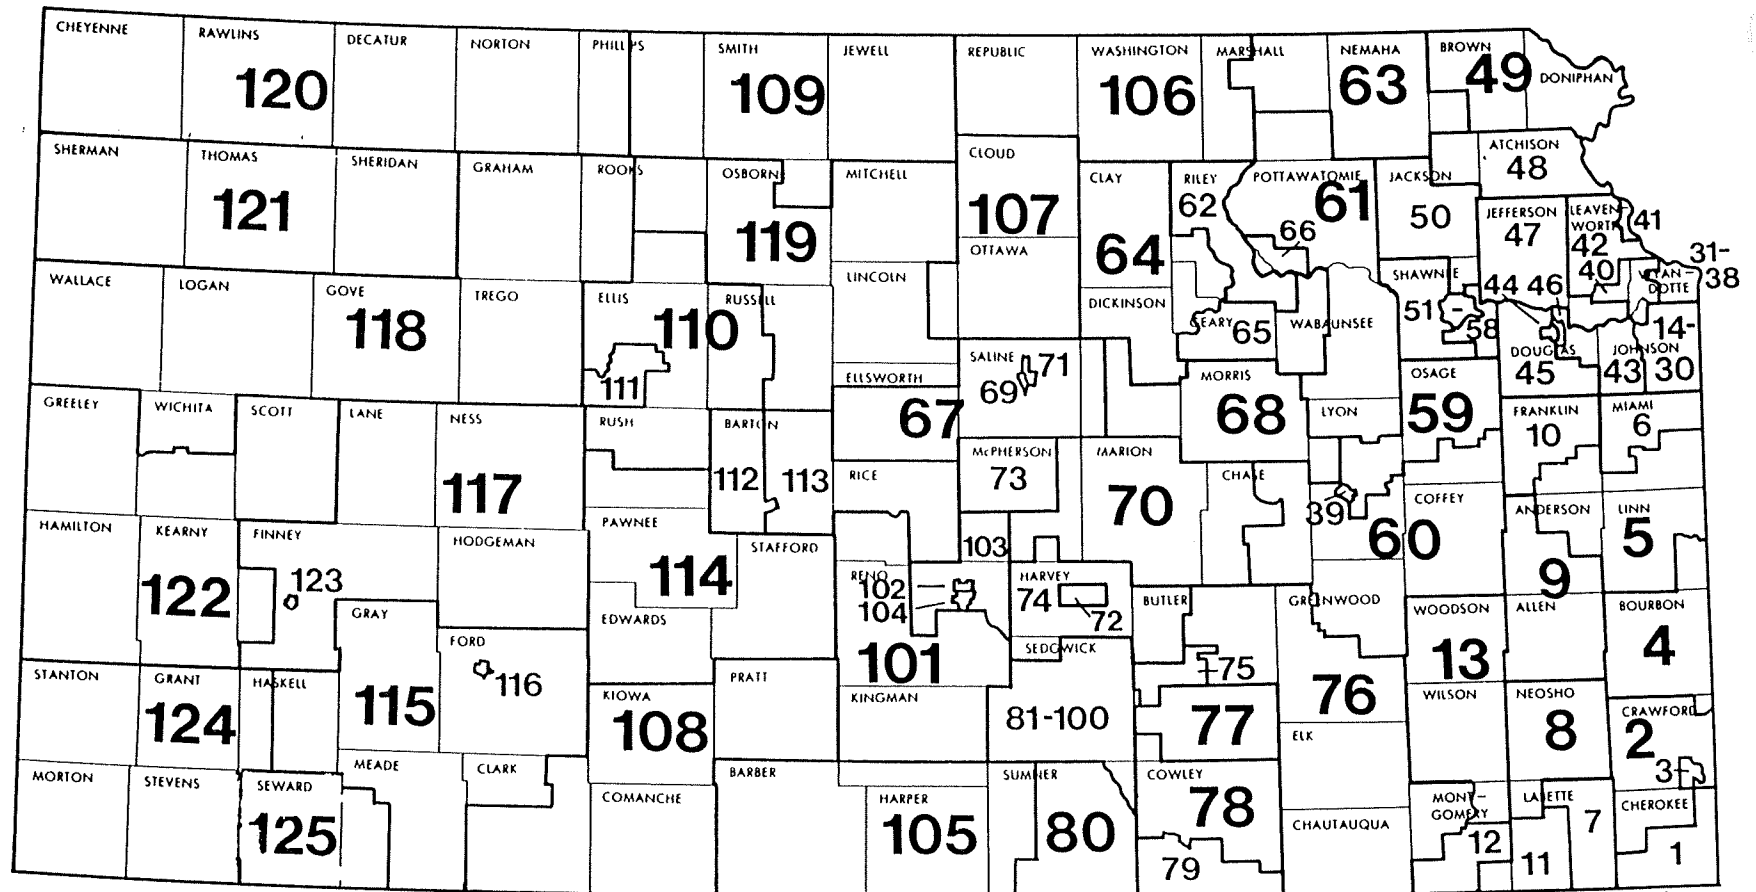 CHEYENNE
RAWLINS
DECATUR
NORTON
PHILLIPS
SMITH
JEWELL
REPUBLIC
WASHINGTON
MARSHALL
NEMAHA
BROWN
DONIPHAN
120
109
106
63
49
SHERMAN
THOMAS
SHERIDAN
GRAHAM
ROOKS
OSBORN
MITCHELL
CLOUD
CLAY
RILEY
POTTAWATOMIE
JACKSON
ATCHISON
48
121
119
107
64
62
61
66
50
JEFFERSON
47
LEAVEN-
WORTH
42
41
40
31-
38
WYAN-
DOTTE
OTTAWA
LINCOLN
DICKINSON
GEARY
65
WABAUNSEE
SHAWNEE
51
-
58
44
46
WALLACE
LOGAN
GOVE
TREGO
ELLIS
RUSSELL
118
110
111
ELLSWORTH
67
SALINE
69
71
MORRIS
68
LYON
OSAGE
59
DOUGLAS
45
JOHNSON
43
14-
30
GREELEY
WICHITA
SCOTT
LANE
NESS
117
RUSH
BARTON
112
113
RICE
McPHERSON
73
MARION
70
CHASE
39
60
COFFEY
FRANKLIN
10
MIAMI
6
ANDERSON
9
LINN
5
HAMILTON
KEARNY
122
FINNEY
123
HODGEMAN
PAWNEE
114
STAFFORD
EDWARDS
RENO
102
104
101
103
HARVEY
74
72
BUTLER
75
GREENWOOD
WOODSON
13
ALLEN
BOURBON
4
GRAY
115
FORD
116
SEDGWICK
81-100
77
76
STANTON
GRANT
124
HASKELL
KIOWA
108
PRATT
KINGMAN
ELK
WILSON
NEOSHO
8
CRAWFORD
2
3
MORTON
STEVENS
SEWARD
125
MEADE
CLARK
COMANCHE
BARBER
HARPER
105
SUMNER
80
COWLEY
78
79
CHAUTAUQUA
MONT-
GOMERY
12
LABETTE
11
7
CHEROKEE
1